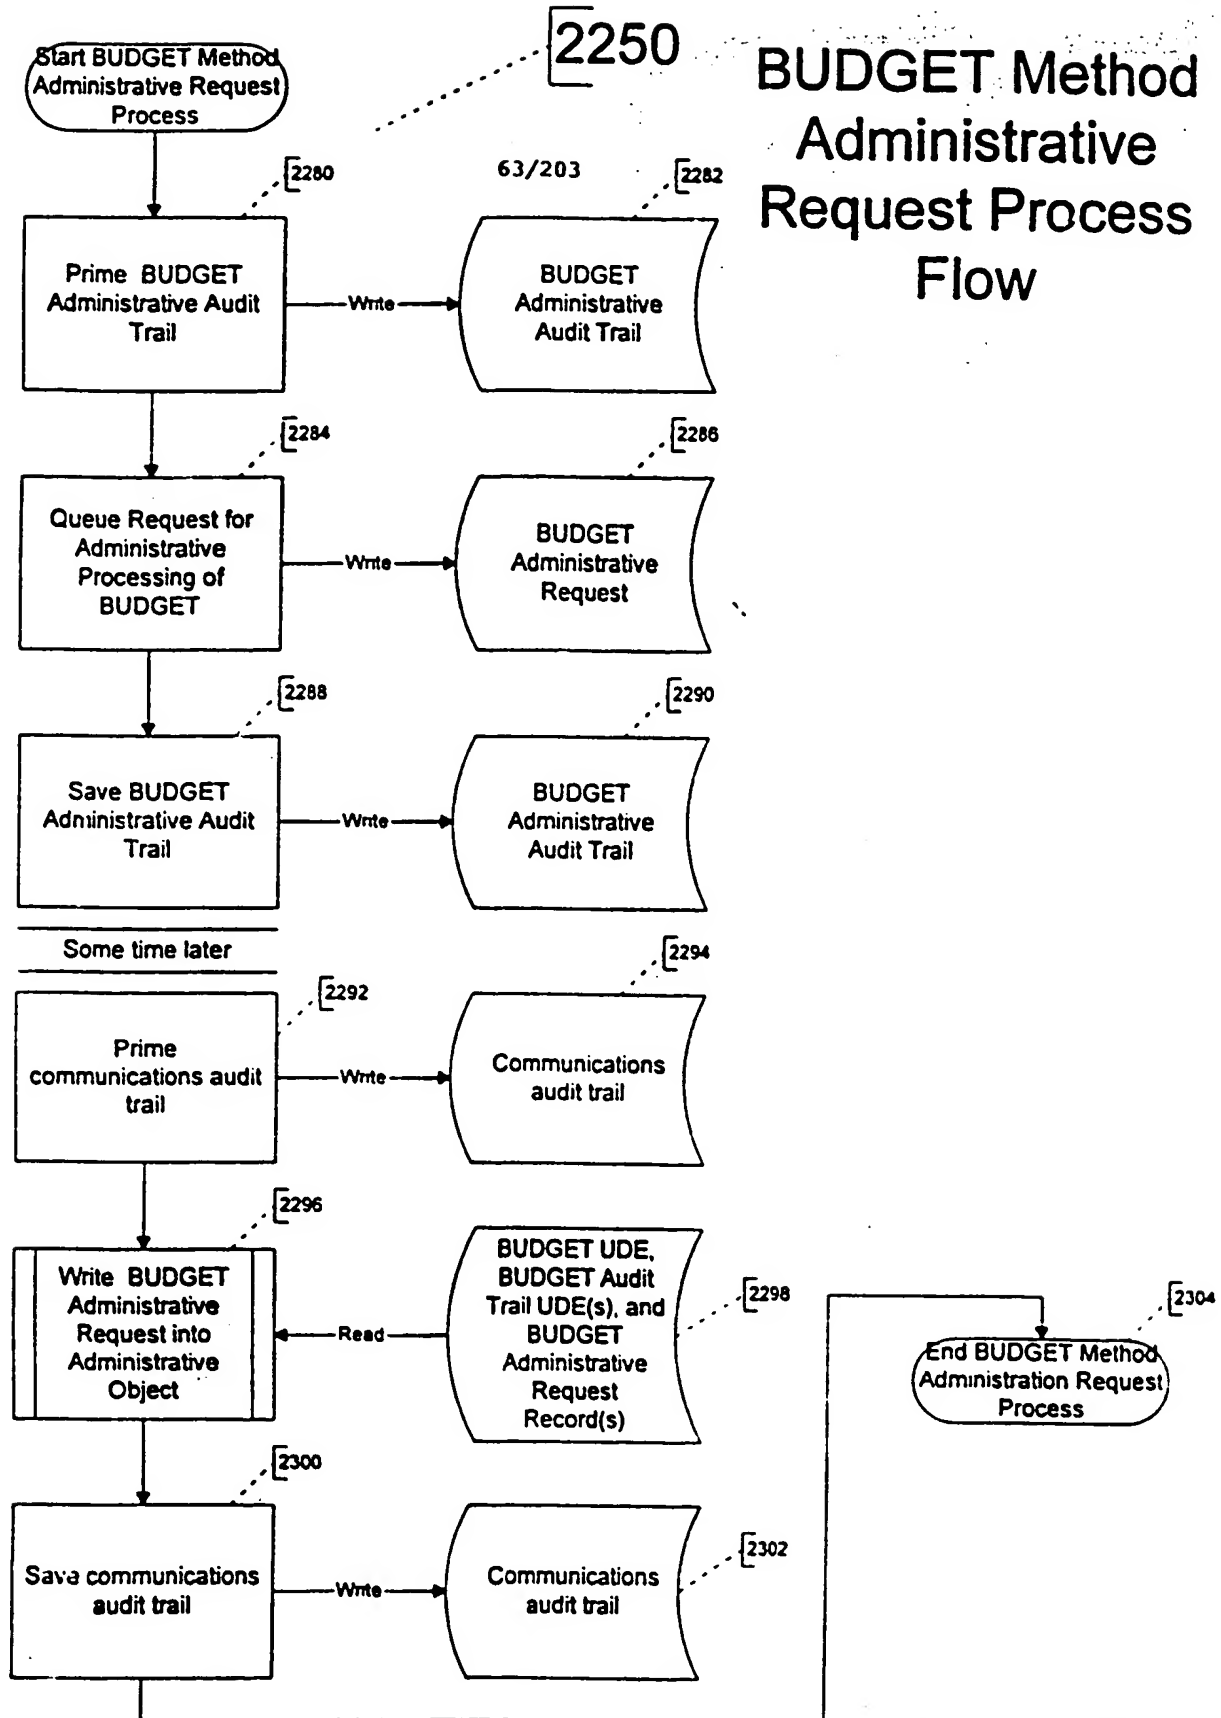 2250
BUDGET Method
Administrative
Request Process
Flow
63/203
Start BUDGET Method
Administrative Request
Process
2280
Prime BUDGET
Administrative Audit
Trail
Write
2282
BUDGET
Administrative
Audit Trail
2284
Queue Request for
Administrative
Processing of
BUDGET
Write
2286
BUDGET
Administrative
Request
2288
Save BUDGET
Administrative Audit
Trail
Write
2290
BUDGET
Administrative
Audit Trail
Some time later
2292
Prime
communications audit
trail
Write
2294
Communications
audit trail
2296
Write BUDGET
Administrative
Request into
Administrative
Object
Read
2298
BUDGET UDE,
BUDGET Audit
Trail UDE(s), and
BUDGET
Administrative
Request
Record(s)
2300
Save communications
audit trail
Write
2302
Communications
audit trail
2304
End BUDGET Method
Administration Request
Process